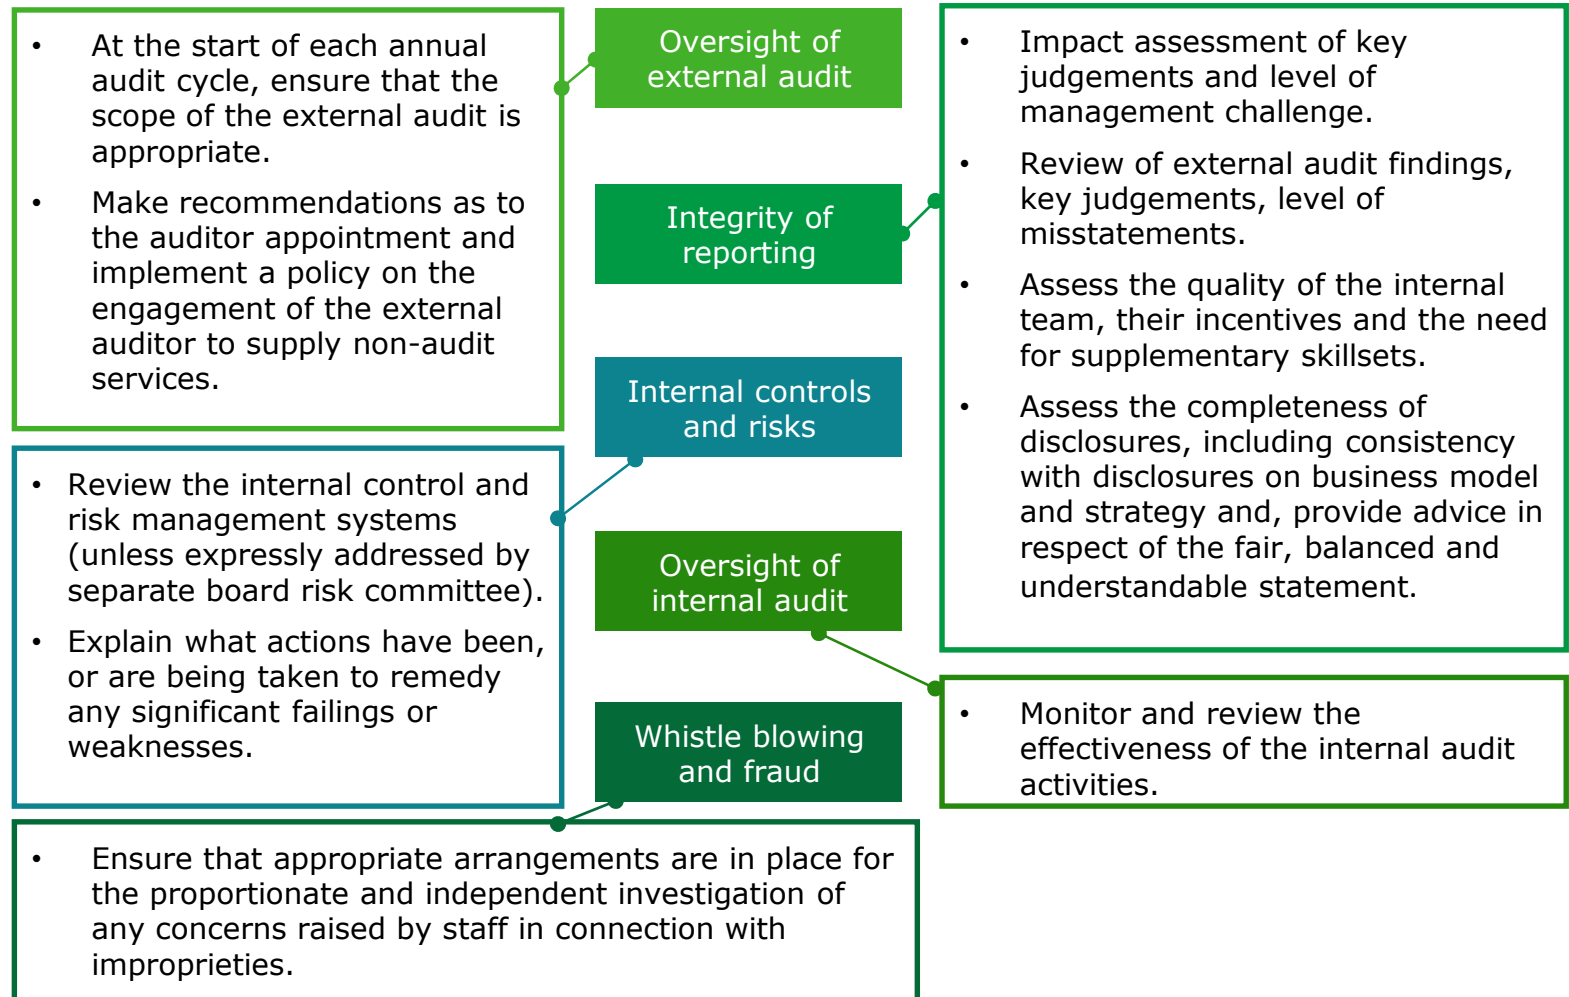 • At the start of each annual
audit cycle, ensure that the
scope of the external audit is
appropriate.
• Make recommendations as to
the auditor appointment and
implement a policy on the
engagement of the external
auditor to supply non-audit
services.
• Review the internal control and
risk management systems
(unless expressly addressed by
separate board risk committee).
• Explain what actions have been,
or are being taken to remedy
any significant failings or
weaknesses.
Oversight of
external audit
Integrity of
reporting
Internal controls
and risks
Oversight of
internal audit
Whistle blowing
and fraud
• Impact assessment of key
judgements and level of
management challenge.
• Review of external audit findings,
key judgements, level of
misstatements.
• Assess the quality of the internal
team, their incentives and the need
for supplementary skillsets.
• Assess the completeness of
disclosures, including consistency
with disclosures on business model
and strategy and, provide advice in
respect of the fair, balanced and
understandable statement.
• Monitor and review the
effectiveness of the internal audit
activities.
• Ensure that appropriate arrangements are in place for
the proportionate and independent investigation of
any concerns raised by staff in connection with
improprieties.